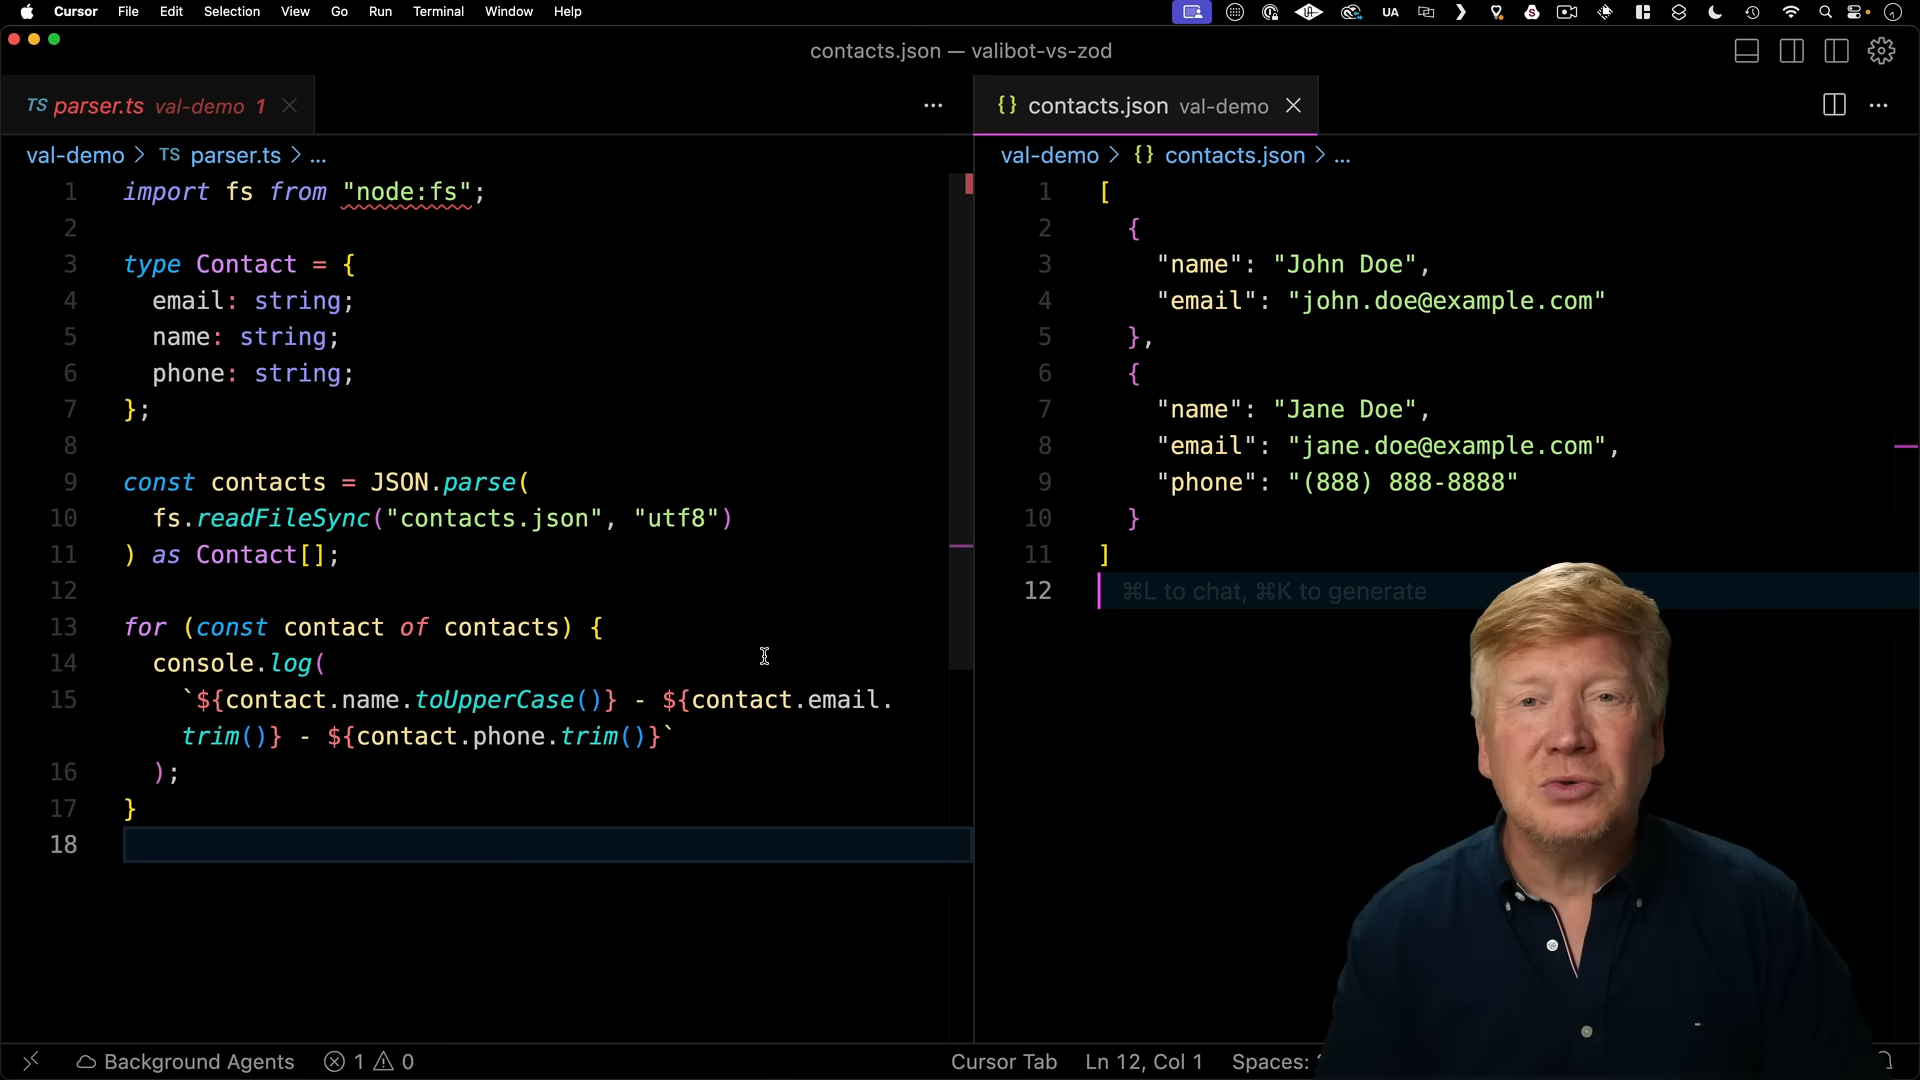 Cursor File Edit Selection View Go Run Terminal Window Help UA
contacts.json — valibot-vs-zod
TS parser.ts val-demo 1
val-demo > TS parser.ts > ...
1 import fs from "node:fs";
2
3 type Contact = {
4 email: string;
5 name: string;
6 phone: string;
7 };
8
9 const contacts = JSON.parse(
10 fs.readFileSync("contacts.json", "utf8")
11 ) as Contact[];
12
13 for (const contact of contacts) {
14 console.log(
15 `${contact.name.toUpperCase()} - ${contact.email.
trim()} - ${contact.phone.trim()}`
16 );
17 }
18
{} contacts.json val-demo
val-demo > {} contacts.json > ...
1 [
2 {
3 "name": "John Doe",
4 "email": "john.doe@example.com"
5 },
6 {
7 "name": "Jane Doe",
8 "email": "jane.doe@example.com",
9 "phone": "(888) 888-8888"
10 }
11 ]
12 ⌘L to chat, ⌘K to generate
Background Agents 1 0 Cursor Tab Ln 12, Col 1 Spaces: